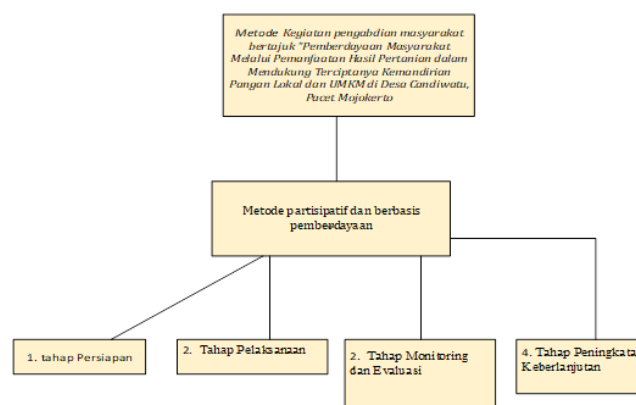 Metode Kegiatan pengabdian masyarakat
bertajuk "Pemberdayaan Masyarakat
Melalui Pemanfaatan Hasil Pertanian dalam
Mendukung Terciptanya Kemandirian
Pangan Lokal dan UMKM di Desa Candiwatu,
Pacet Mojokerto
Metode partisipatif dan berbasis
pemberdayaan
1. tahap Persiapan
2. Tahap Pelaksanaan
2. Tahap Monitoring
dan Evaluasi
4. Tahap Peningkata
Keberlanjutan